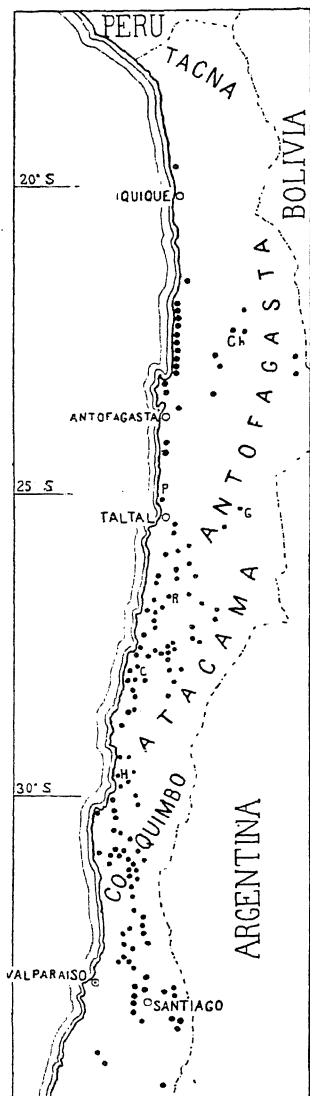 PERU
TACNA
BOLIVIA
20° S
IQUIQUE
ANTOFAGASTA
Ch
ANTOFAGASTA
P
25° S
G
TALTAL
R
ATACAMA
C
H
30° S
COQUIMBO
ARGENTINA
VALPARAISO
SANTIAGO